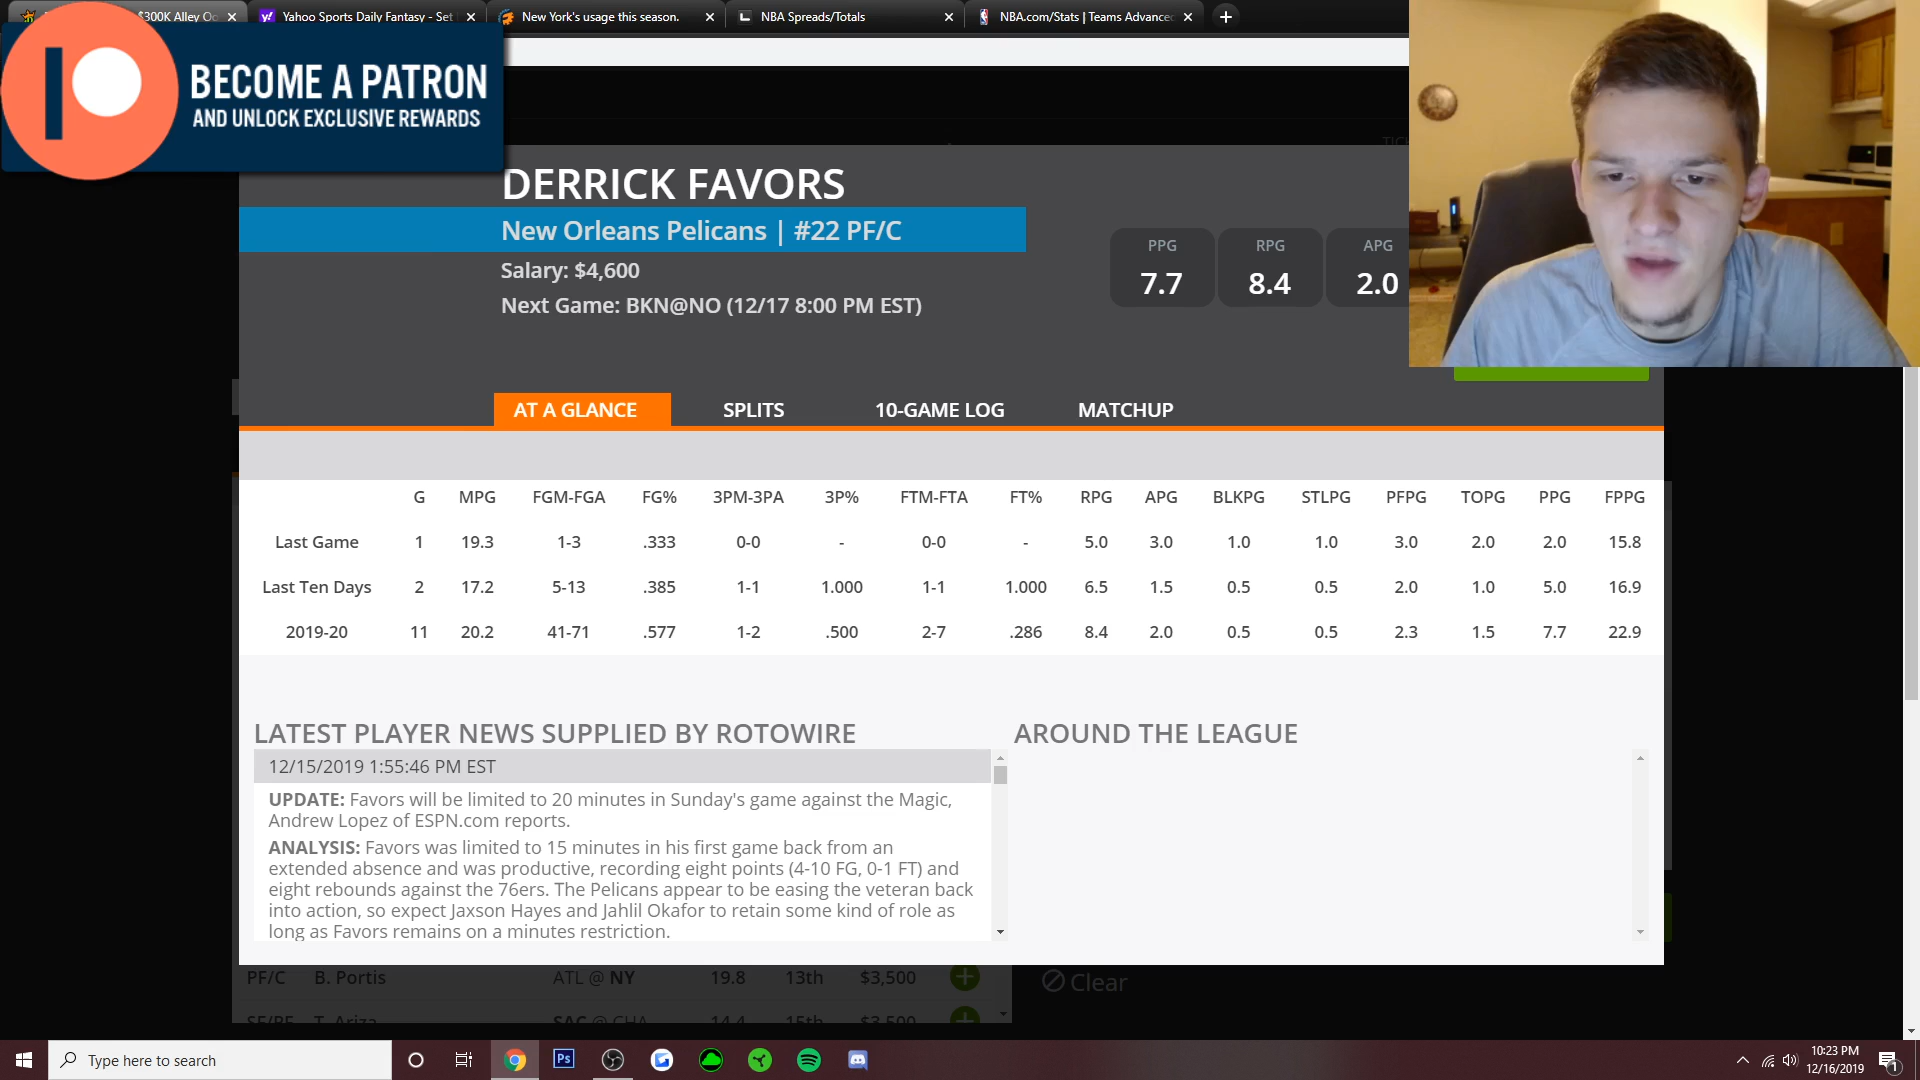 $300K Alley Oo
Yahoo Sports Daily Fantasy - Set
New York's usage this season.
NBA Spreads/Totals
NBA.com/Stats | Teams Advanced
BECOME A PATRON
AND UNLOCK EXCLUSIVE REWARDS
DERRICK FAVORS
New Orleans Pelicans | #22 PF/C
Salary: $4,600
Next Game: BKN@NO (12/17 8:00 PM EST)
PPG RPG APG
7.7 8.4 2.0
AT A GLANCE SPLITS 10-GAME LOG MATCHUP
G MPG FGM-FGA FG% 3PM-3PA 3P% FTM-FTA FT% RPG APG BLKPG STLPG PFPG TOPG PPG FPPG
Last Game 1 19.3 1-3 .333 0-0 - 0-0 - 5.0 3.0 1.0 1.0 3.0 2.0 2.0 15.8
Last Ten Days 2 17.2 5-13 .385 1-1 1.000 1-1 1.000 6.5 1.5 0.5 0.5 2.0 1.0 5.0 16.9
2019-20 11 20.2 41-71 .577 1-2 .500 2-7 .286 8.4 2.0 0.5 0.5 2.3 1.5 7.7 22.9
LATEST PLAYER NEWS SUPPLIED BY ROTOWIRE
12/15/2019 1:55:46 PM EST
UPDATE: Favors will be limited to 20 minutes in Sunday's game against the Magic,
Andrew Lopez of ESPN.com reports.
ANALYSIS: Favors was limited to 15 minutes in his first game back from an
extended absence and was productive, recording eight points (4-10 FG, 0-1 FT) and
eight rebounds against the 76ers. The Pelicans appear to be easing the veteran back
into action, so expect Jaxson Hayes and Jahlil Okafor to retain some kind of role as
long as Favors remains on a minutes restriction.
AROUND THE LEAGUE
PF/C B. Portis ATL @ NY 19.8 13th $3,500
SF/PF T. Ariza SAC @ CHA 14.4 15th $3,500
Clear
Type here to search
Ps
10:23 PM
12/16/2019
1